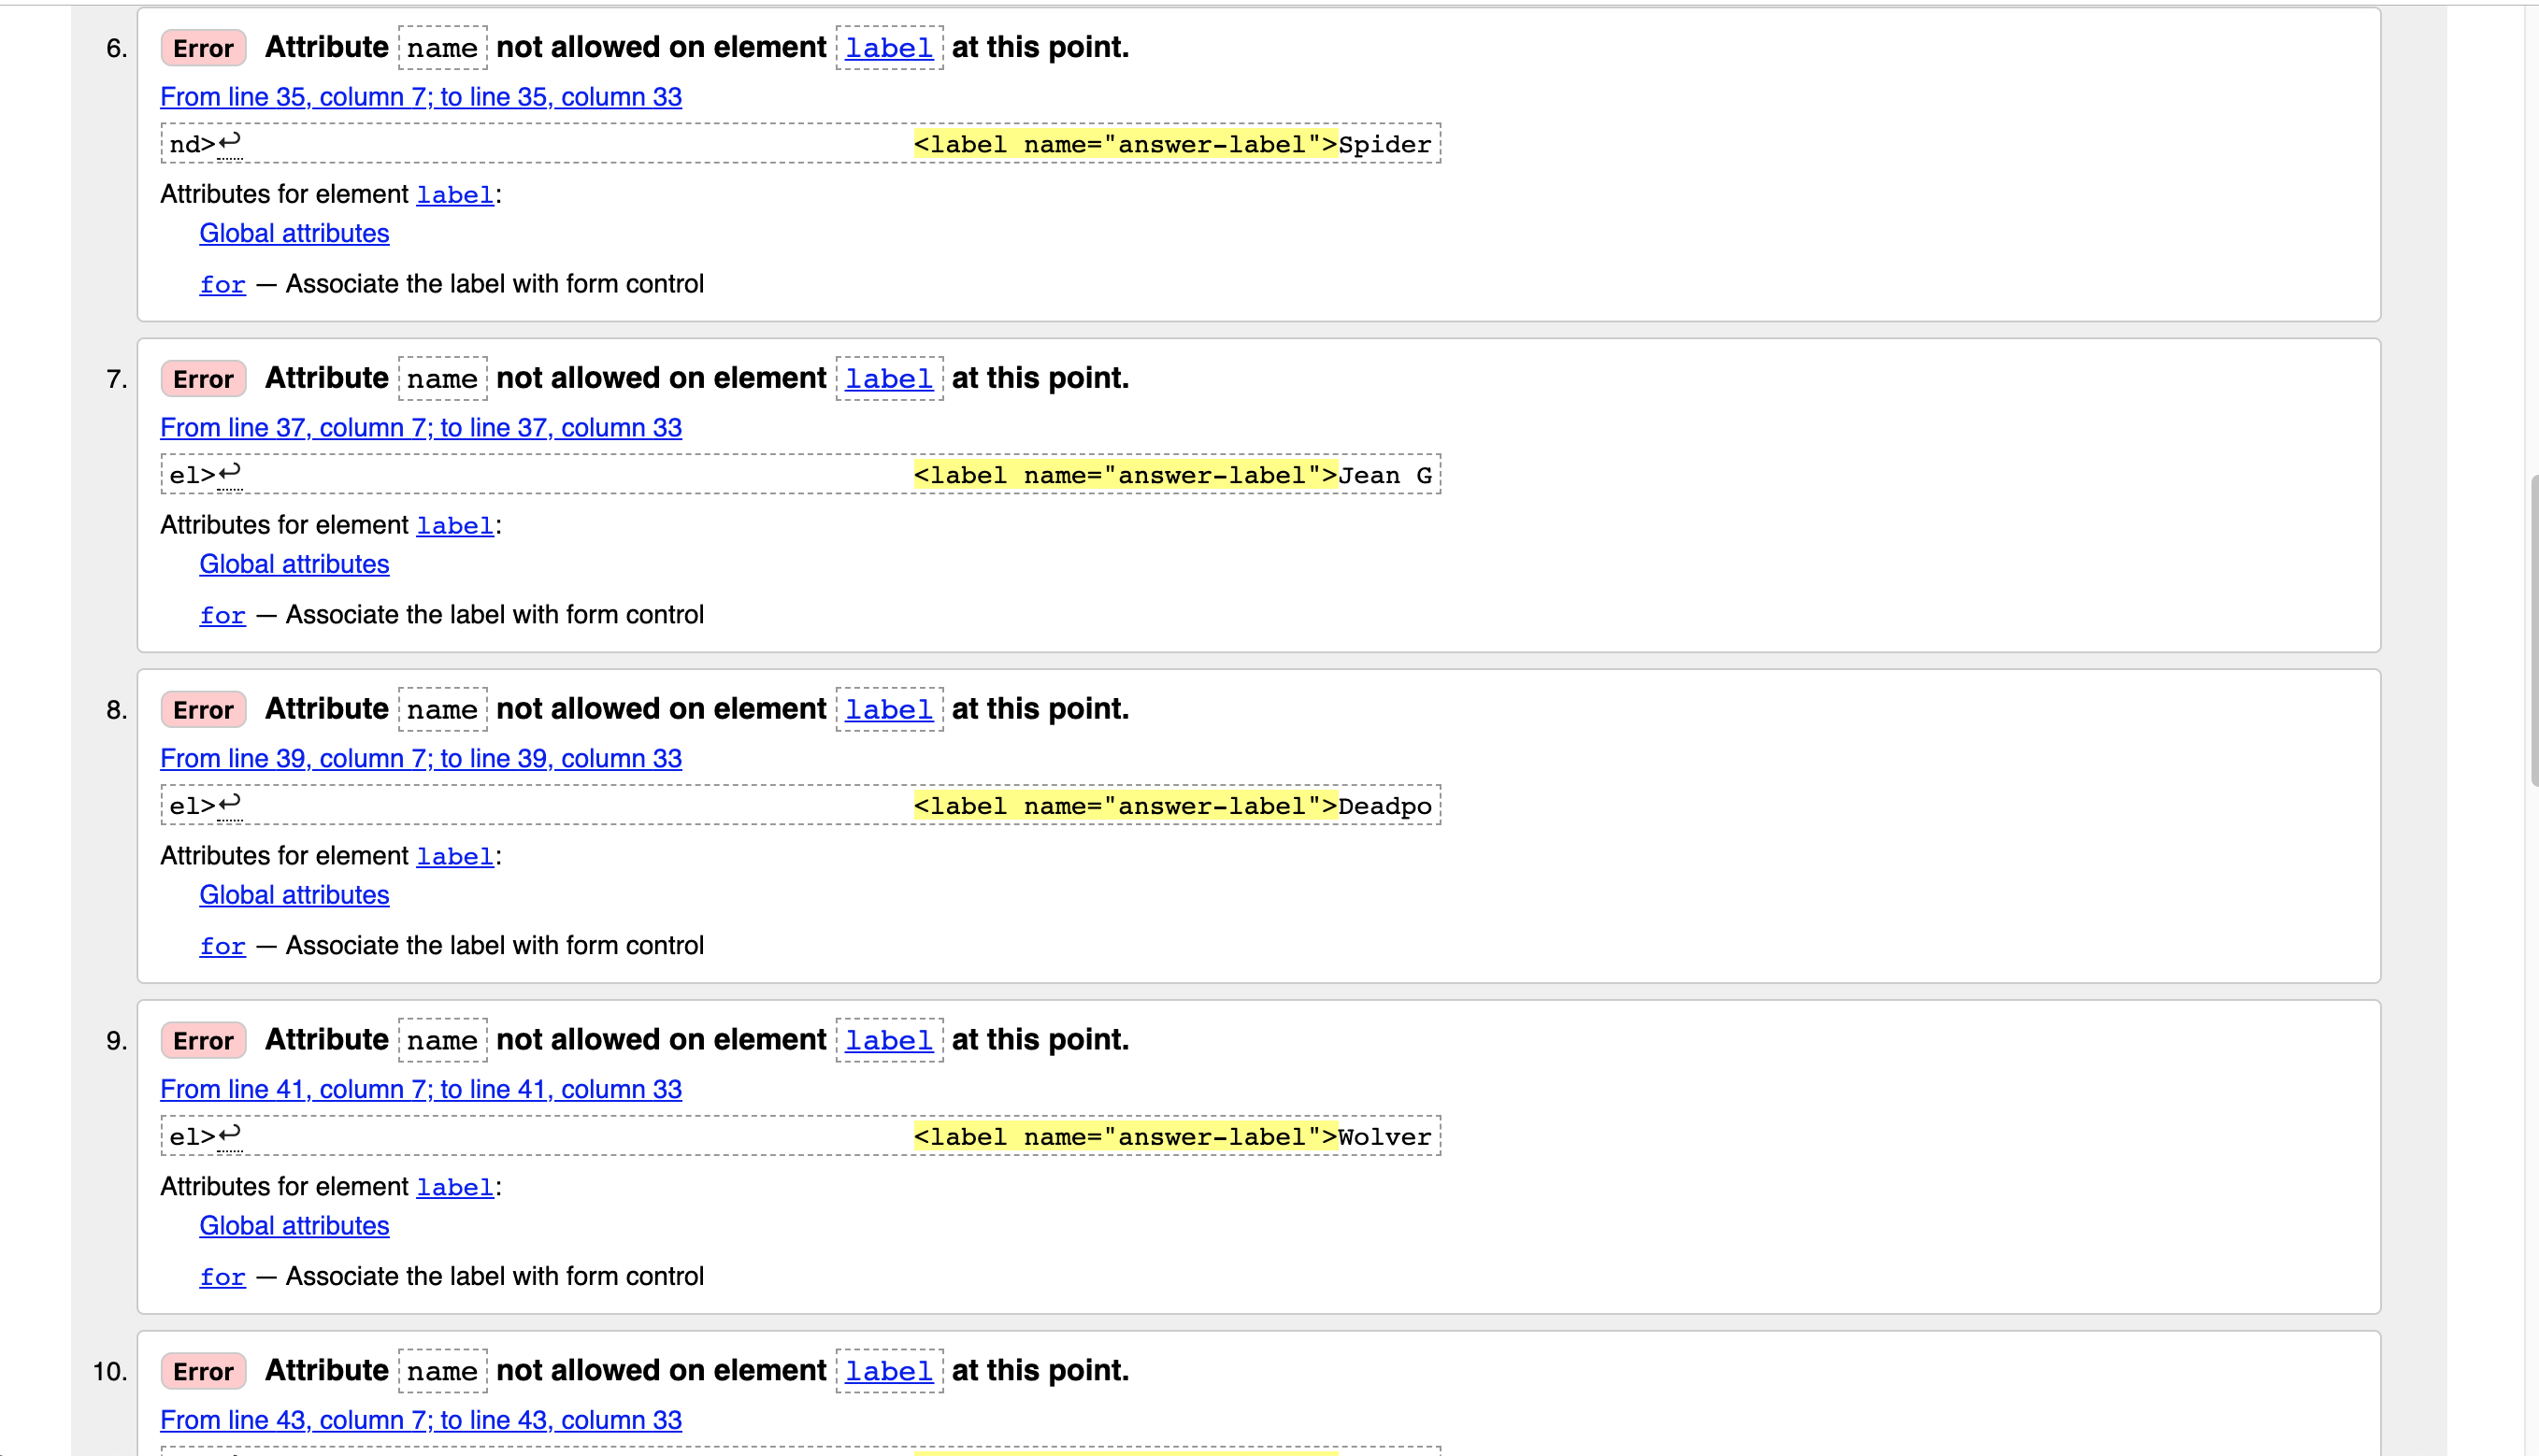 6. Error Attribute name not allowed on element label at this point.
From line 35, column 7; to line 35, column 33
nd>↩ <label name="answer-label">Spider
Attributes for element label:
Global attributes
for — Associate the label with form control
7. Error Attribute name not allowed on element label at this point.
From line 37, column 7; to line 37, column 33
el>↩ <label name="answer-label">Jean G
Attributes for element label:
Global attributes
for — Associate the label with form control
8. Error Attribute name not allowed on element label at this point.
From line 39, column 7; to line 39, column 33
el>↩ <label name="answer-label">Deadpo
Attributes for element label:
Global attributes
for — Associate the label with form control
9. Error Attribute name not allowed on element label at this point.
From line 41, column 7; to line 41, column 33
el>↩ <label name="answer-label">Wolver
Attributes for element label:
Global attributes
for — Associate the label with form control
10. Error Attribute name not allowed on element label at this point.
From line 43, column 7; to line 43, column 33